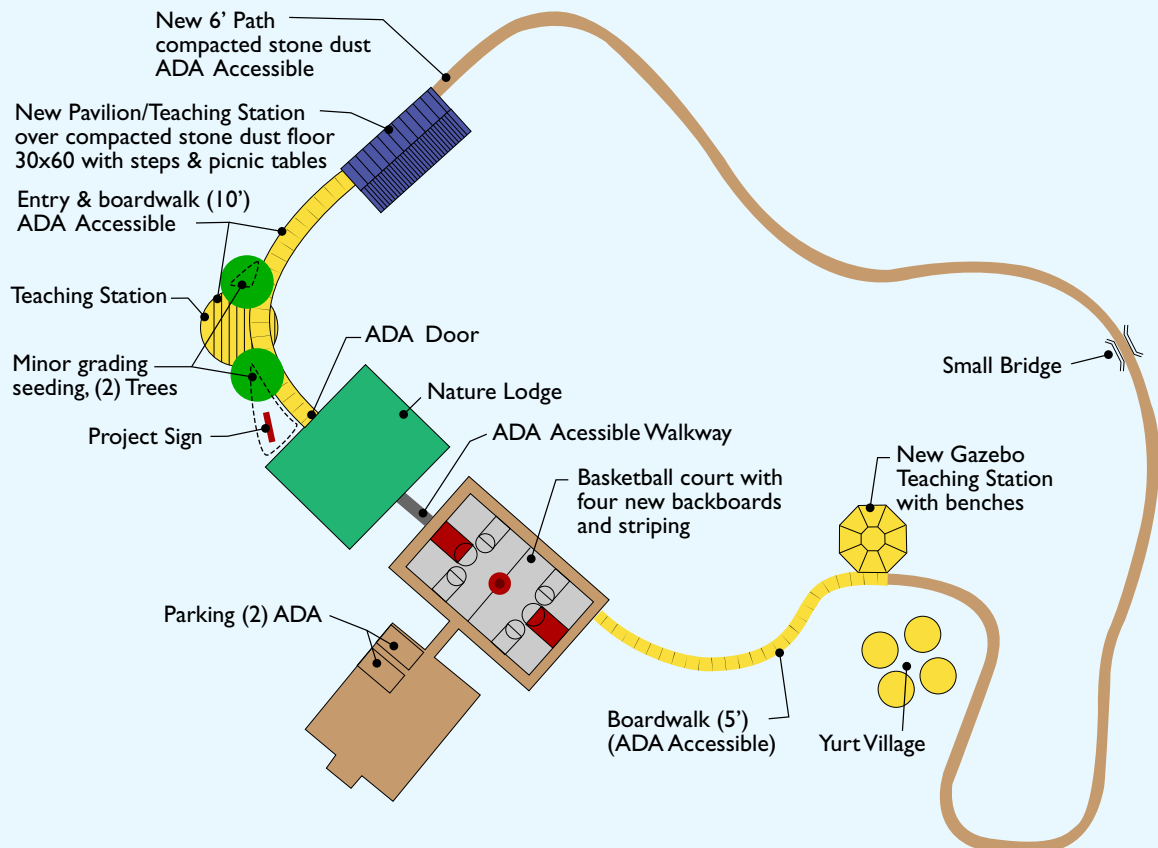 New 6’ Path
compacted stone dust
ADA Accessible
New Pavilion/Teaching Station
over compacted stone dust floor
30x60 with steps & picnic tables
Entry & boardwalk (10’)
ADA Accessible
Teaching Station
ADA Door
Minor grading
seeding, (2) Trees
Small Bridge
Nature Lodge
Project Sign
ADA Acessible Walkway
New Gazebo
Teaching Station
with benches
Basketball court with
four new backboards
and striping
Parking (2) ADA
Boardwalk (5’)
(ADA Accessible)
Yurt Village